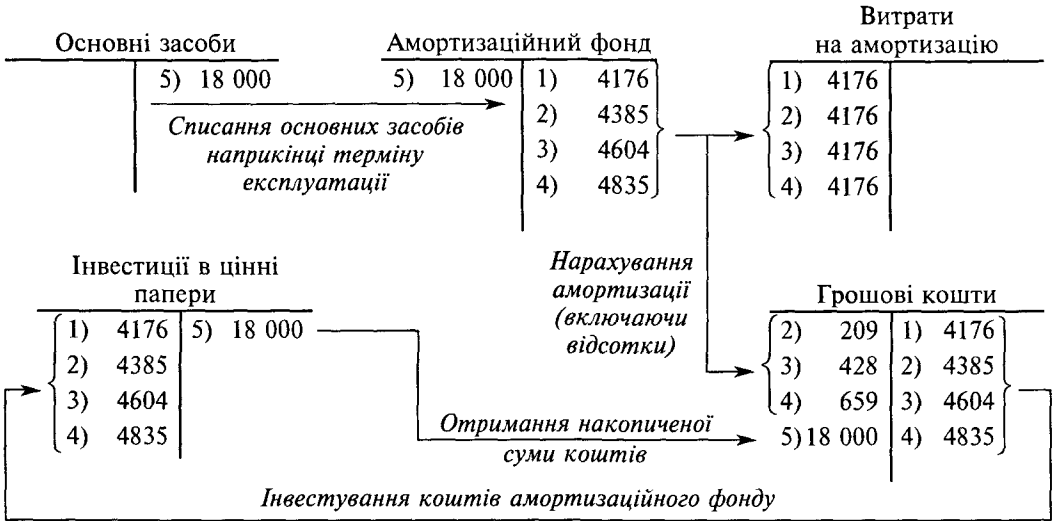 Витрати
на амортизацію
Основні засоби
Амортизаційний фонд
5) 18 000
5) 18 000
1) 4176
2) 4385
3) 4604
4) 4835
1) 4176
2) 4176
3) 4176
4) 4176
Списання основних засобів
наприкінці терміну
експлуатації
Нарахування
амортизації
(включаючи
відсотки)
Інвестиції в цінні
папери
1) 4176
2) 4385
3) 4604
4) 4835
5) 18 000
Грошові кошти
2) 209
3) 428
4) 659
5) 18 000
1) 4176
2) 4385
3) 4604
4) 4835
Отримання накопиченої
суми коштів
Інвестування коштів амортизаційного фонду